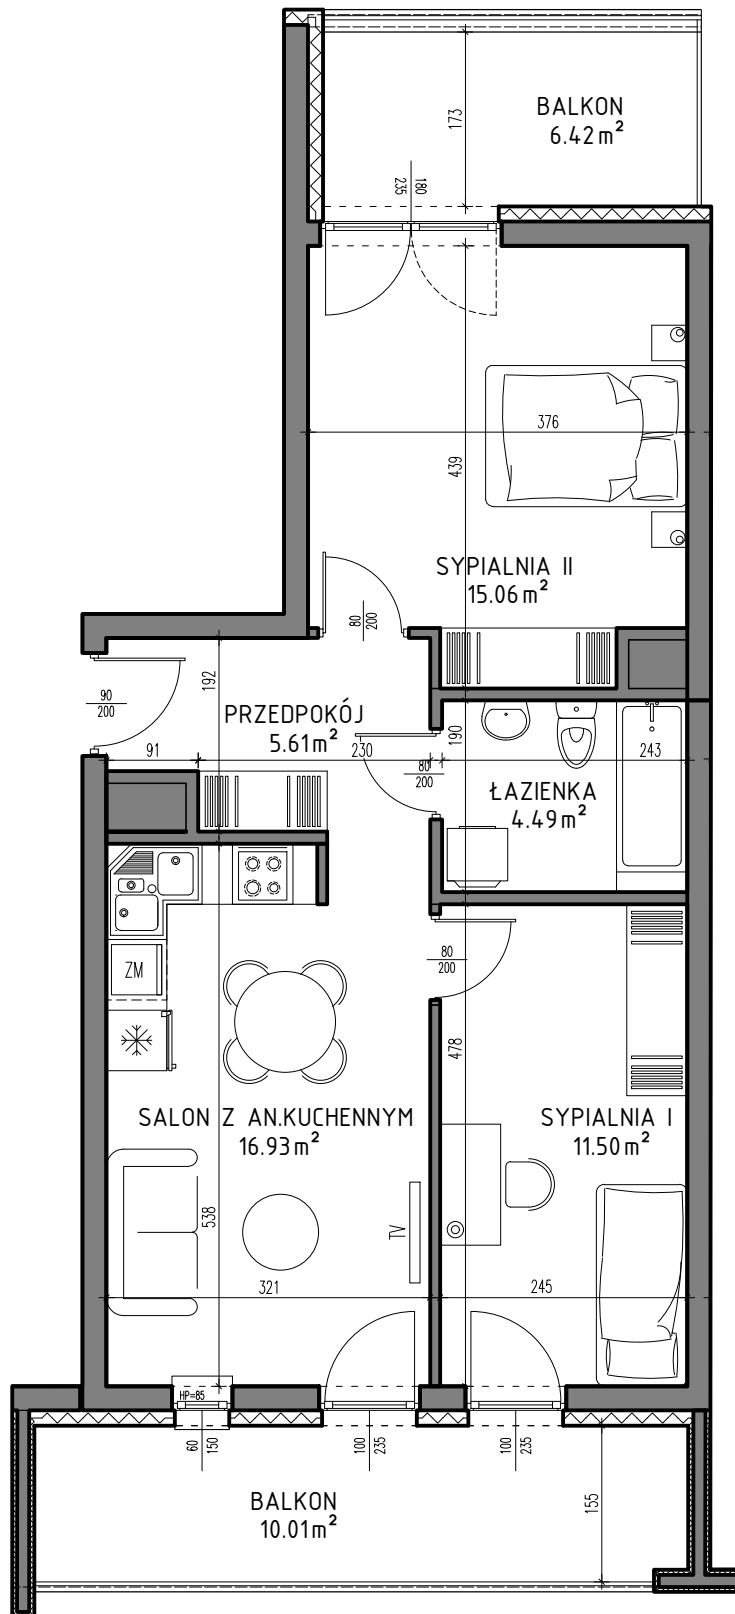 BALKON
6.42 m²
173
180
235
376
439
SYPIALNIA II
15.06 m²
80
200
192
90
200
PRZEDPOKÓJ
5.61 m²
91
230
190
243
80
200
ŁAZIENKA
4.49 m²
ZM
80
200
478
SALON Z AN.KUCHENNYM
16.93 m²
SYPIALNIA I
11.50 m²
538
TV
321
245
HP=85
60
150
100
235
100
235
BALKON
10.01 m²
155